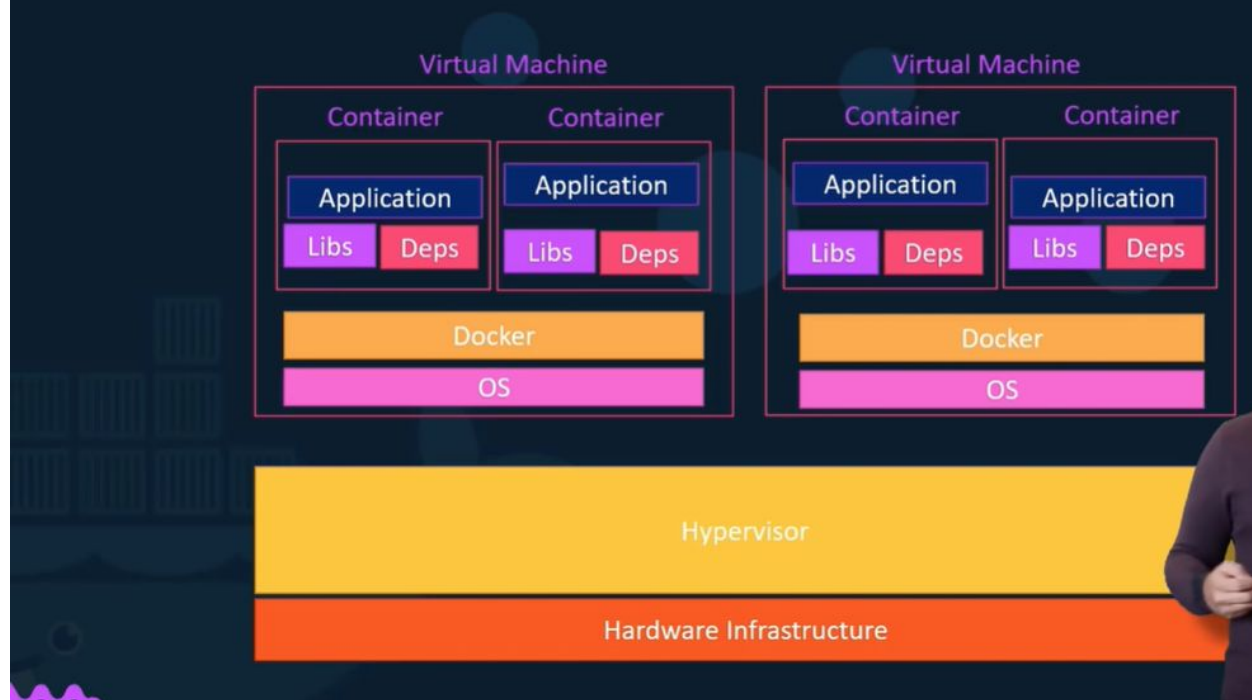 Virtual Machine
Virtual Machine
Container
Container
Container
Container
Application
Application
Application
Application
Libs
Deps
Libs
Deps
Libs
Deps
Libs
Deps
Docker
Docker
OS
OS
Hypervisor
Hardware Infrastructure